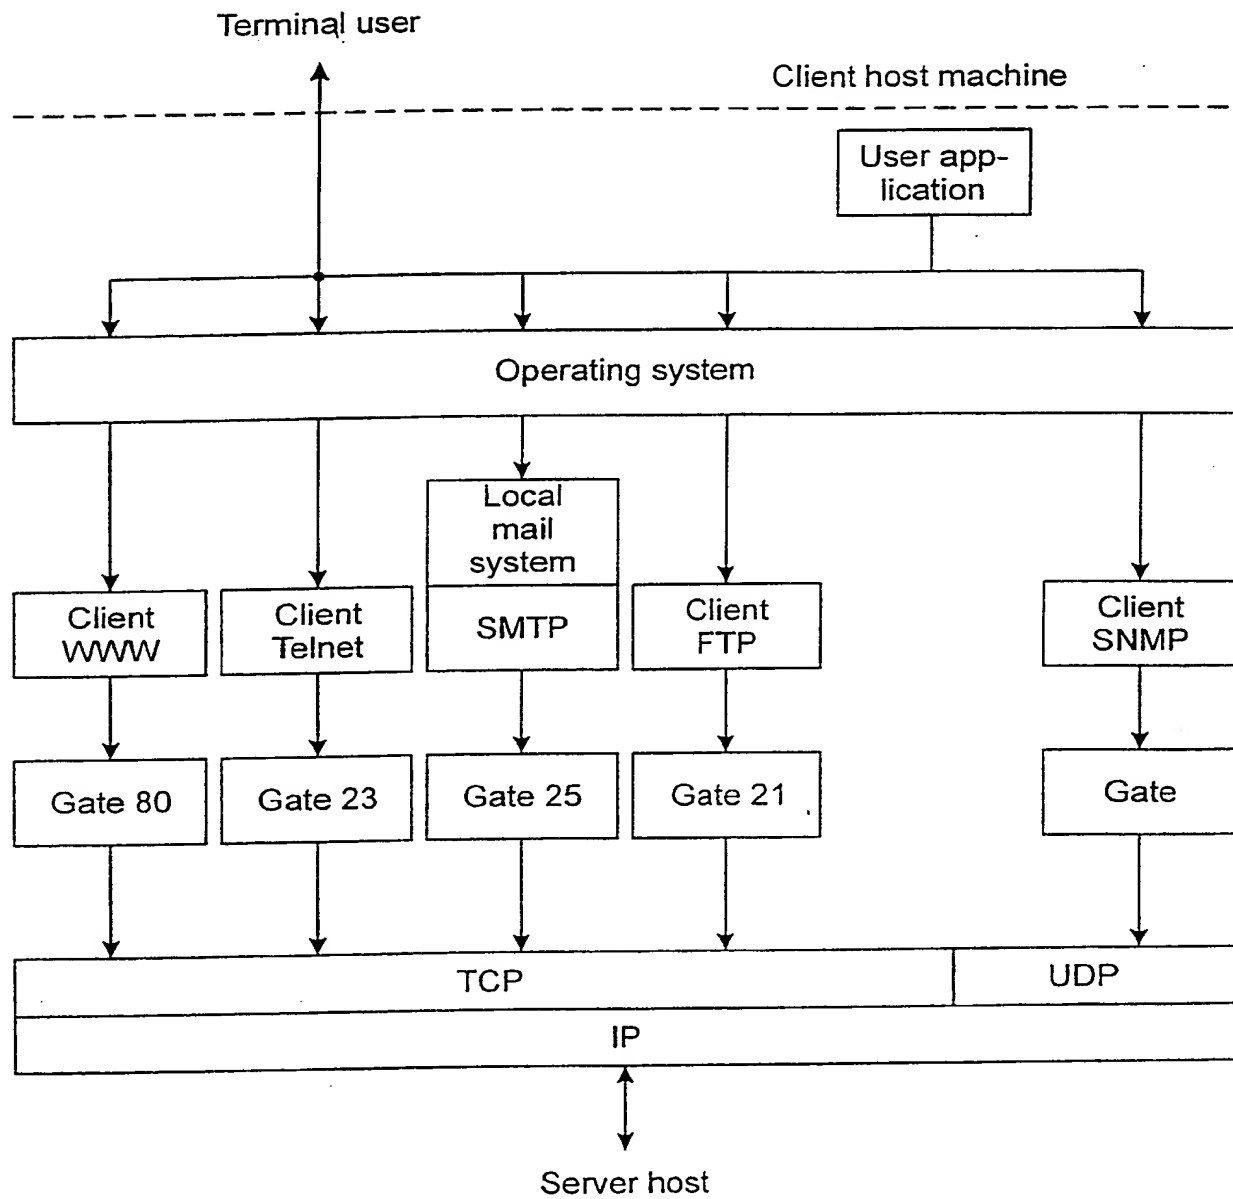 Terminal user
Client host machine
User app-
lication
Operating system
Local
mail
system
Client
WWW
Client
Telnet
SMTP
Client
FTP
Client
SNMP
Gate 80
Gate 23
Gate 25
Gate 21
Gate
TCP
UDP
IP
Server host